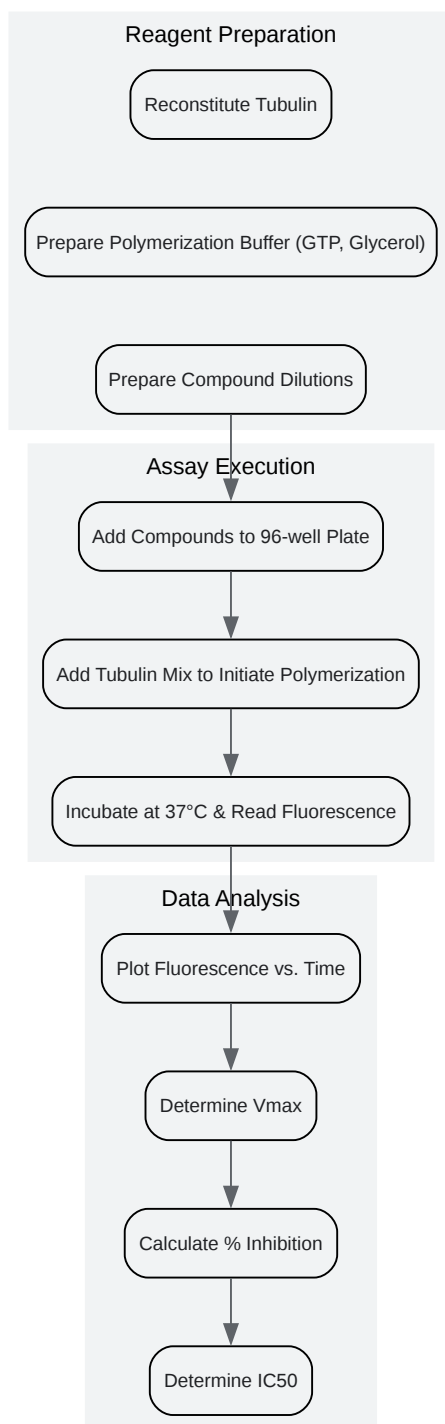 Reagent Preparation
Reconstitute Tubulin
Prepare Polymerization Buffer (GTP, Glycerol)
Prepare Compound Dilutions
Assay Execution
Add Compounds to 96-well Plate
Add Tubulin Mix to Initiate Polymerization
Incubate at 37°C & Read Fluorescence
Data Analysis
Plot Fluorescence vs. Time
Determine Vmax
Calculate % Inhibition
Determine IC50